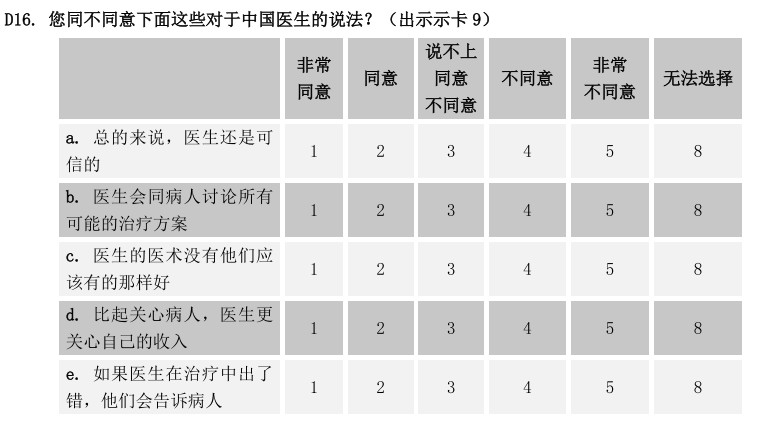 D16. 您同不同意下面这些对于中国医生的说法？（出示示卡 9）
非常
同意
同意
说不上
同意
不同意
不同意
非常
不同意
无法选择
a. 总的来说，医生还是可
信的
1 2 3 4 5 8
b. 医生会同病人讨论所有
可能的治疗方案
1 2 3 4 5 8
c. 医生的医术没有他们应
该有的那样好
1 2 3 4 5 8
d. 比起关心病人，医生更
关心自己的收入
1 2 3 4 5 8
e. 如果医生在治疗中出了
错，他们会告诉病人
1 2 3 4 5 8